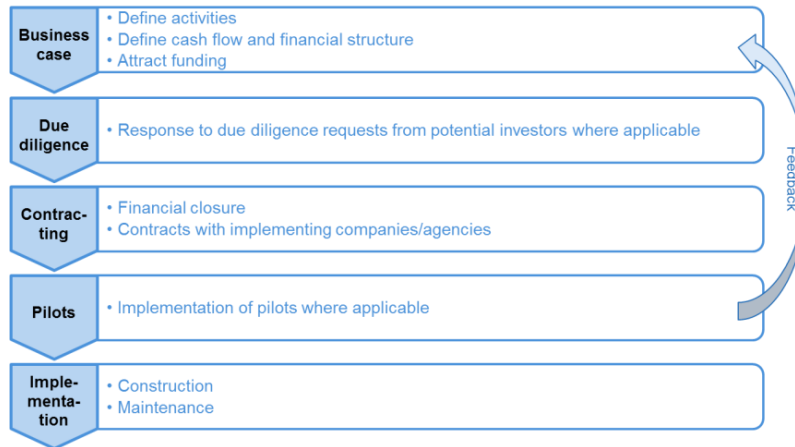 Business
case
• Define activities
• Define cash flow and financial structure
• Attract funding
Due
diligence
• Response to due diligence requests from potential investors where applicable
Contrac-
ting
• Financial closure
• Contracts with implementing companies/agencies
Pilots
• Implementation of pilots where applicable
Imple-
menta-
tion
• Construction
• Maintenance
Feedback